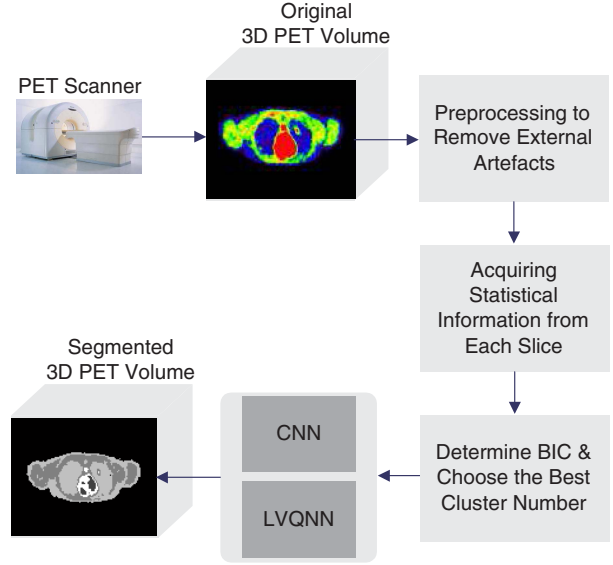 Original
3D PET Volume
PET Scanner
Preprocessing to
Remove External
Artefacts
Acquiring
Statistical
Information from
Each Slice
Determine BIC &
Choose the Best
Cluster Number
CNN
LVQNN
Segmented
3D PET Volume